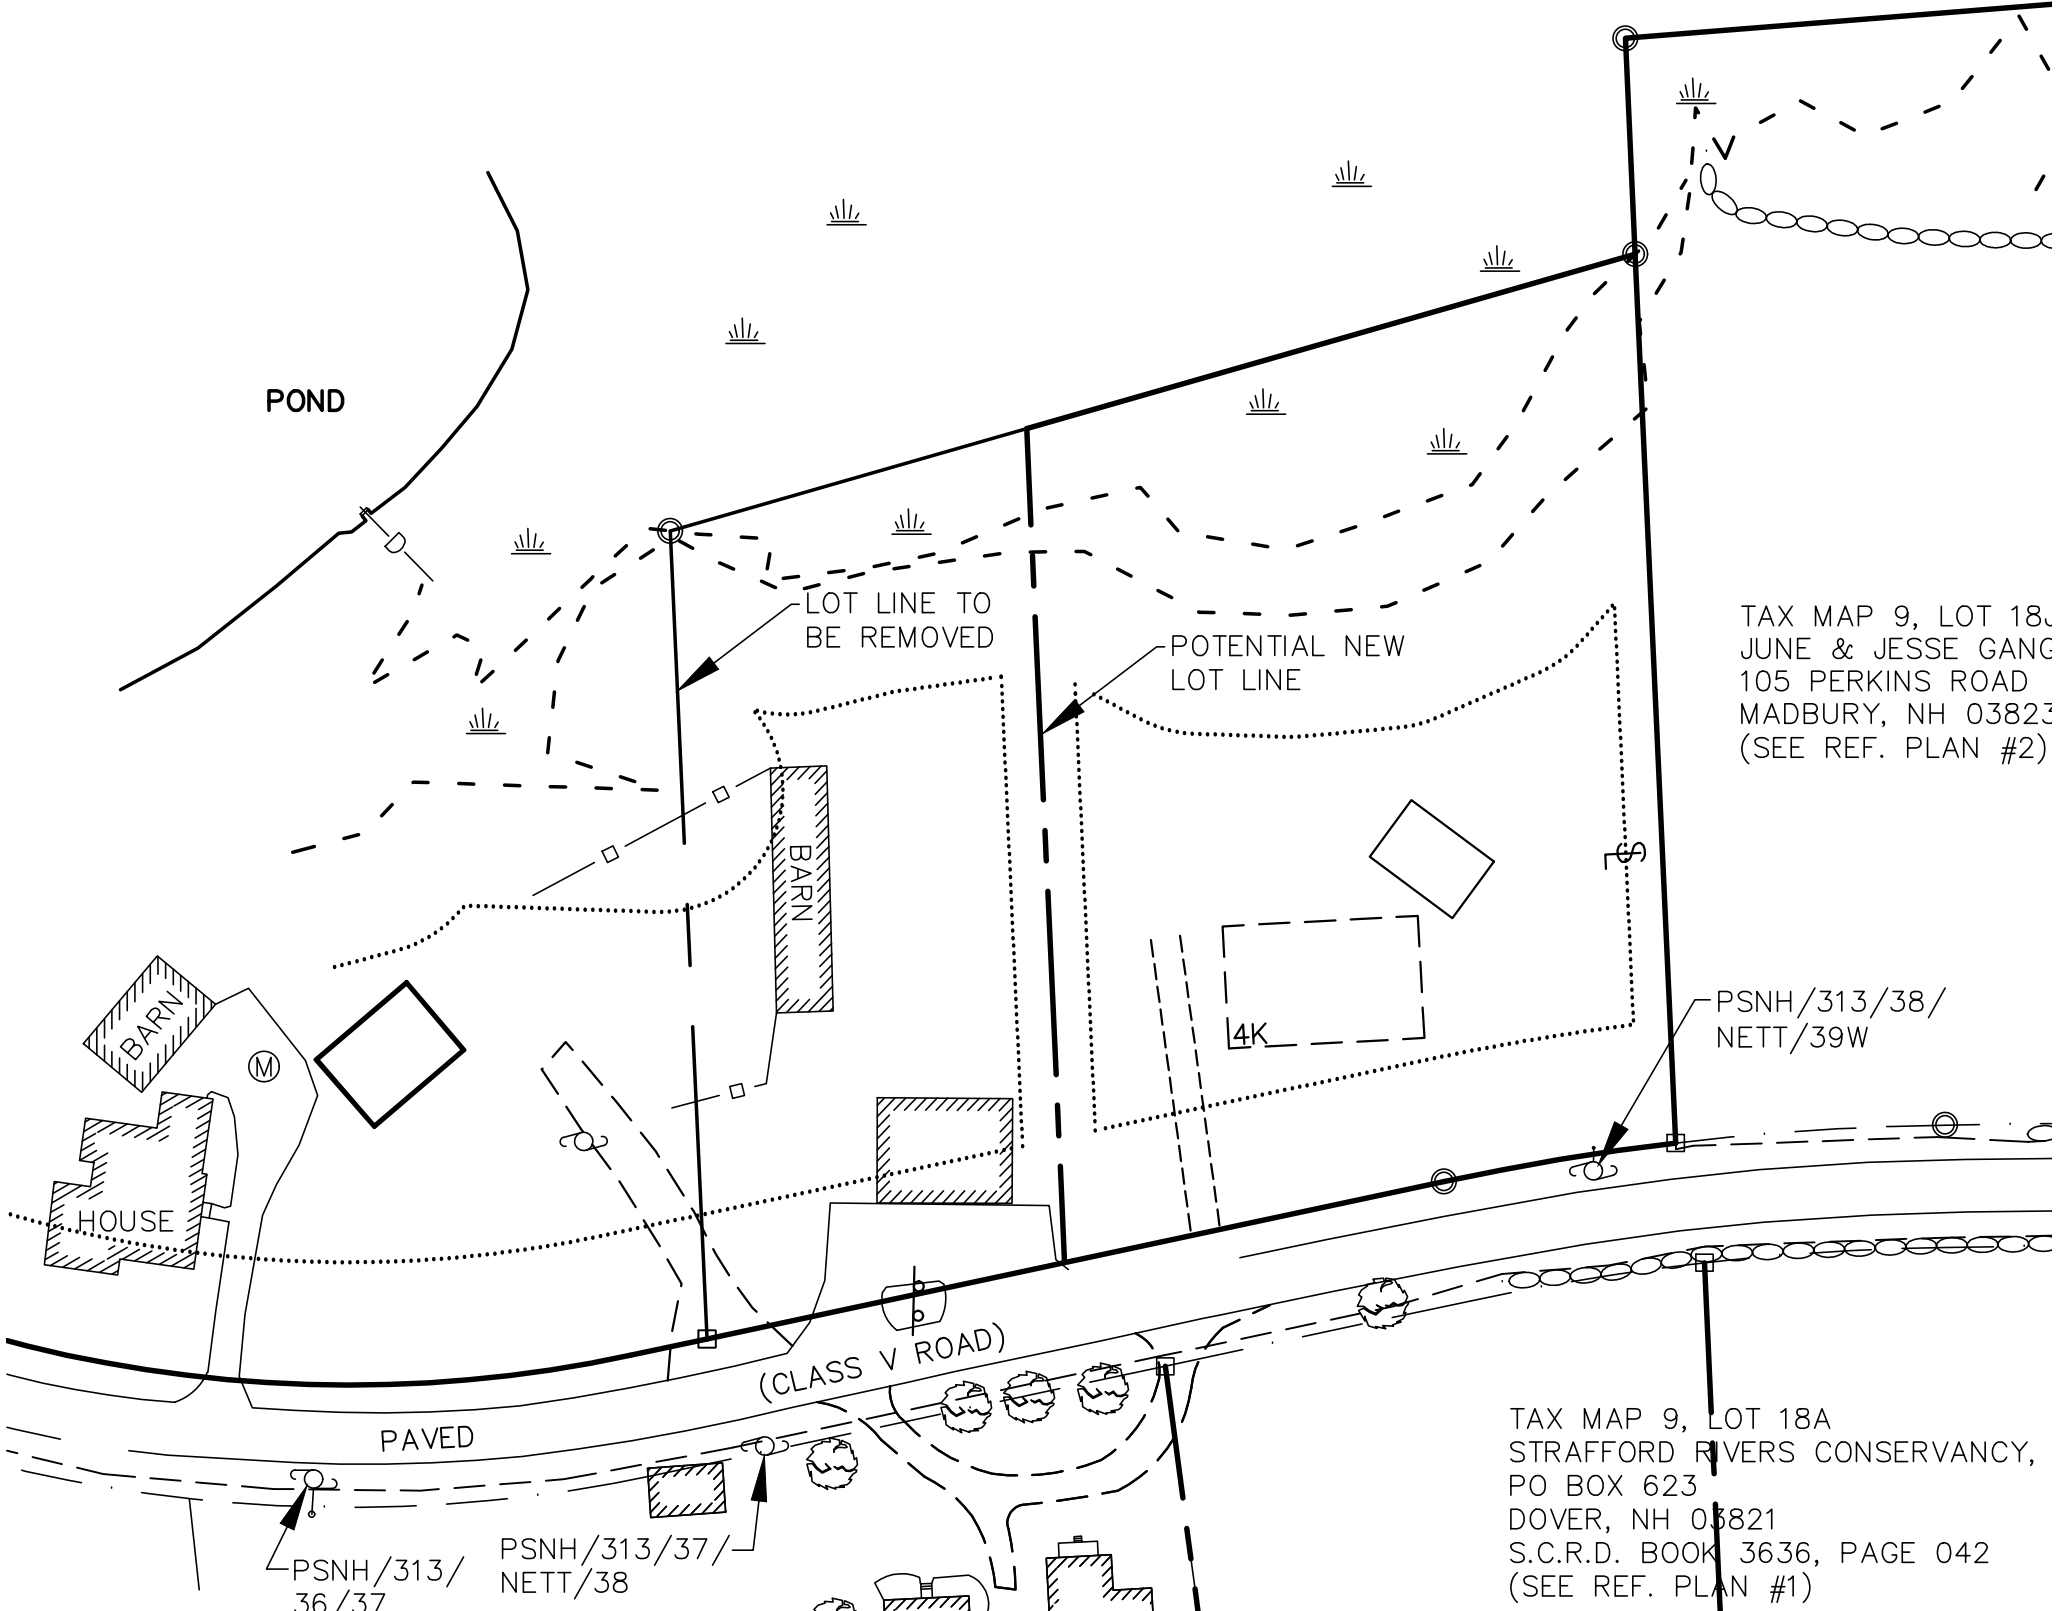 POND
LOT LINE TO
BE REMOVED
POTENTIAL NEW
LOT LINE
TAX MAP 9, LOT 18J
JUNE & JESSE GANG
105 PERKINS ROAD
MADBURY, NH 03823
(SEE REF. PLAN #2)
BARN
BARN
M
4K
PSNH/313/38/
NETT/39W
HOUSE
(CLASS V ROAD)
PAVED
TAX MAP 9, LOT 18A
STRAFFORD RIVERS CONSERVANCY,
PO BOX 623
DOVER, NH 03821
S.C.R.D. BOOK 3636, PAGE 042
(SEE REF. PLAN #1)
PSNH/313/37/
NETT/38
PSNH/313/
36/37